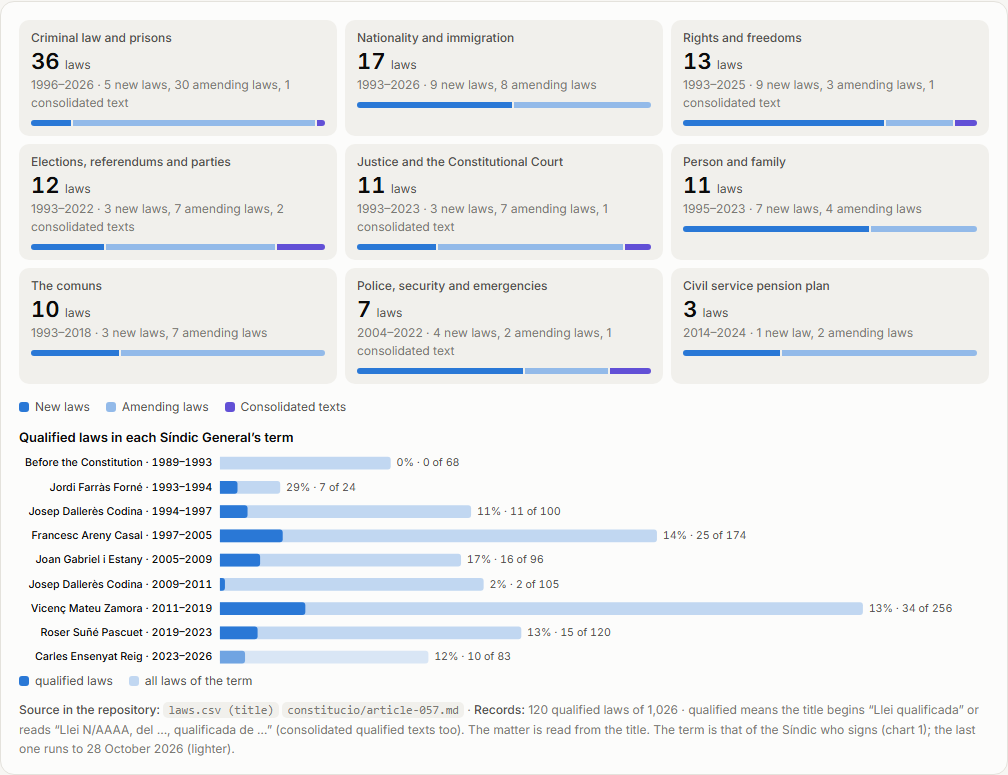 Criminal law and prisons
36 laws
1996–2026 · 5 new laws, 30 amending laws, 1
consolidated text
Nationality and immigration
17 laws
1993–2026 · 9 new laws, 8 amending laws
Rights and freedoms
13 laws
1993–2025 · 9 new laws, 3 amending laws, 1
consolidated text
Elections, referendums and parties
12 laws
1993–2022 · 3 new laws, 7 amending laws, 2
consolidated texts
Justice and the Constitutional Court
11 laws
1993–2023 · 3 new laws, 7 amending laws, 1
consolidated text
Person and family
11 laws
1995–2023 · 7 new laws, 4 amending laws
The comuns
10 laws
1993–2018 · 3 new laws, 7 amending laws
Police, security and emergencies
7 laws
2004–2022 · 4 new laws, 2 amending laws, 1
consolidated text
Civil service pension plan
3 laws
2014–2024 · 1 new law, 2 amending laws
New laws Amending laws Consolidated texts
Qualified laws in each Síndic General’s term
Before the Constitution · 1989–1993 0% · 0 of 68
Jordi Farràs Forné · 1993–1994 29% · 7 of 24
Josep Dallerès Codina · 1994–1997 11% · 11 of 100
Francesc Areny Casal · 1997–2005 14% · 25 of 174
Joan Gabriel i Estany · 2005–2009 17% · 16 of 96
Josep Dallerès Codina · 2009–2011 2% · 2 of 105
Vicenç Mateu Zamora · 2011–2019 13% · 34 of 256
Roser Suñé Pascuet · 2019–2023 13% · 15 of 120
Carles Ensenyat Reig · 2023–2026 12% · 10 of 83
qualified laws all laws of the term
Source in the repository: laws.csv (title) constitucio/article-057.md · Records: 120 qualified laws of 1,026 · qualified means the title begins “Llei qualificada” or
reads “Llei N/AAAA, del ..., qualificada de ...” (consolidated qualified texts too). The matter is read from the title. The term is that of the Síndic who signs (chart 1); the last
one runs to 28 October 2026 (lighter).